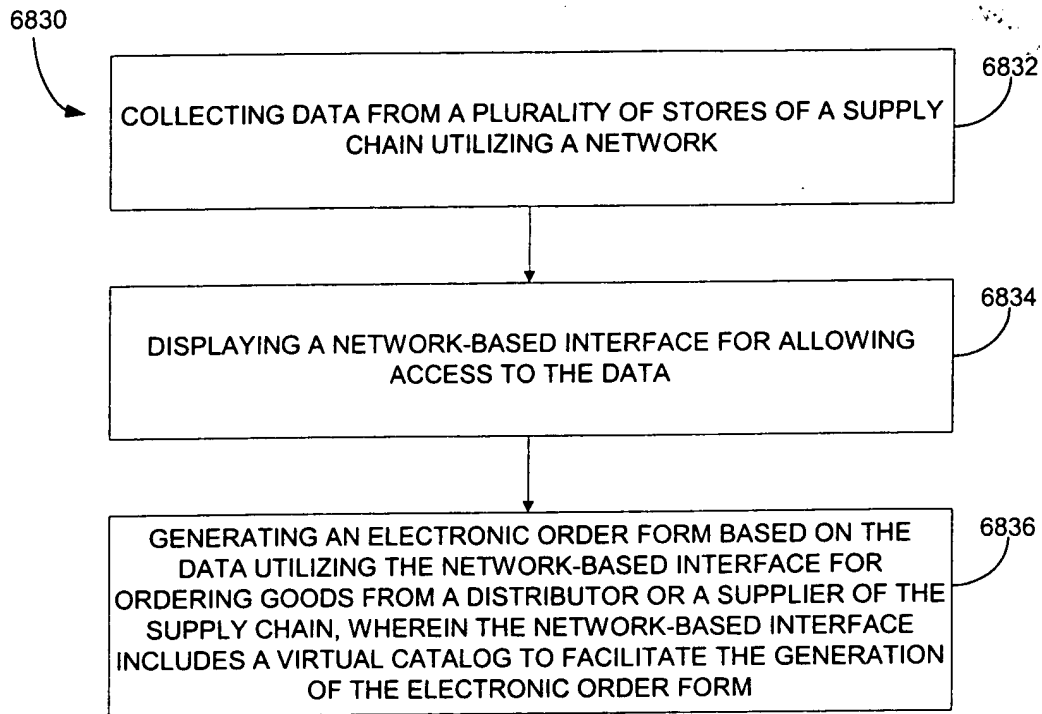 6830
6832
COLLECTING DATA FROM A PLURALITY OF STORES OF A SUPPLY
CHAIN UTILIZING A NETWORK
6834
DISPLAYING A NETWORK-BASED INTERFACE FOR ALLOWING
ACCESS TO THE DATA
6836
GENERATING AN ELECTRONIC ORDER FORM BASED ON THE
DATA UTILIZING THE NETWORK-BASED INTERFACE FOR
ORDERING GOODS FROM A DISTRIBUTOR OR A SUPPLIER OF THE
SUPPLY CHAIN, WHEREIN THE NETWORK-BASED INTERFACE
INCLUDES A VIRTUAL CATALOG TO FACILITATE THE GENERATION
OF THE ELECTRONIC ORDER FORM